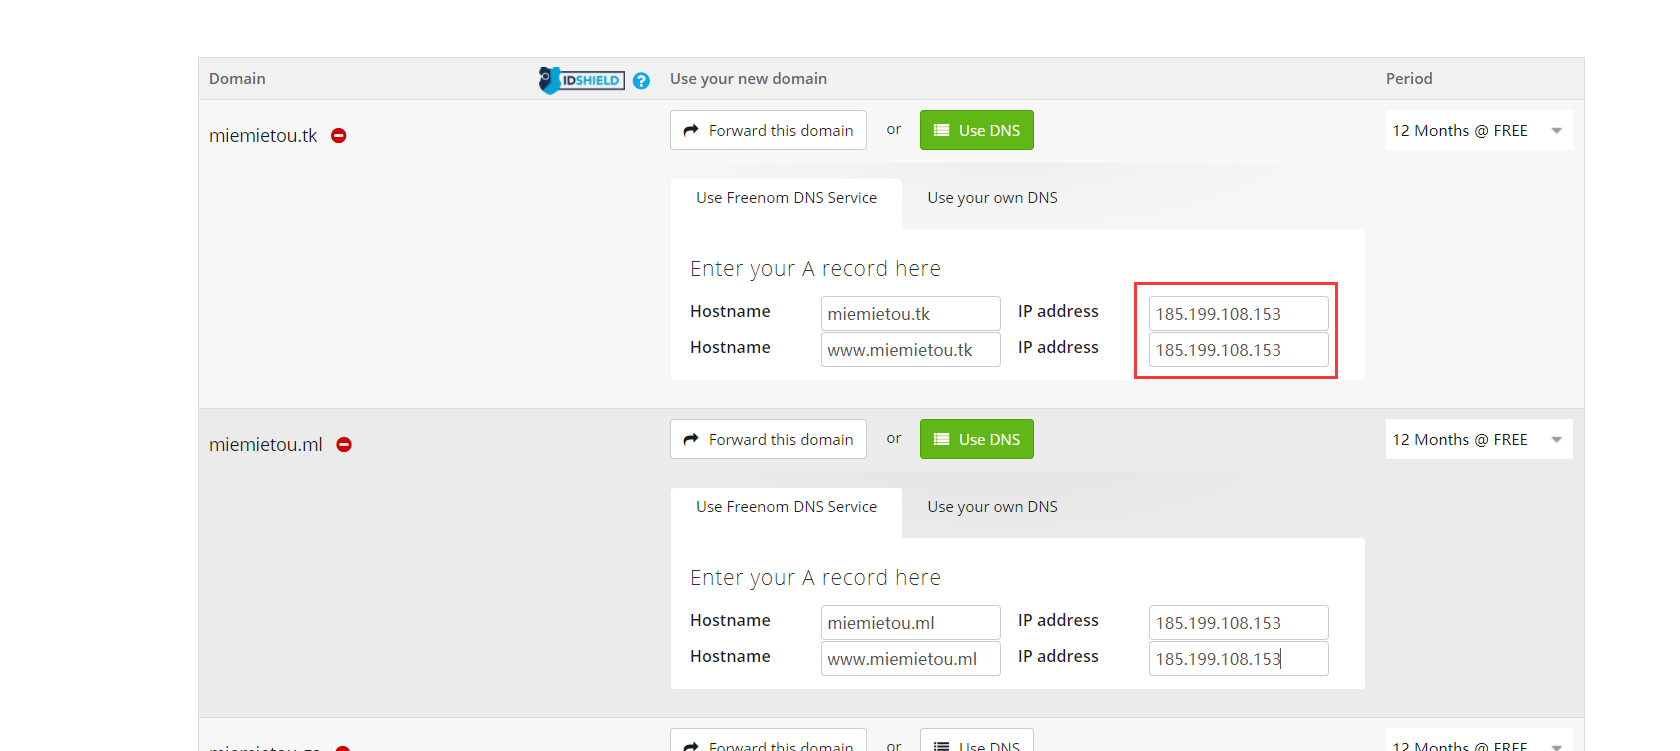 Domain IDSHIELD ? Use your new domain Period
miemietou.tk Forward this domain or Use DNS 12 Months @ FREE
Use Freenom DNS Service Use your own DNS
Enter your A record here
Hostname miemietou.tk IP address 185.199.108.153
Hostname www.miemietou.tk IP address 185.199.108.153
miemietou.ml Forward this domain or Use DNS 12 Months @ FREE
Use Freenom DNS Service Use your own DNS
Enter your A record here
Hostname miemietou.ml IP address 185.199.108.153
Hostname www.miemietou.ml IP address 185.199.108.153
Forward this domain or Use DNS 12 Months @ FREE